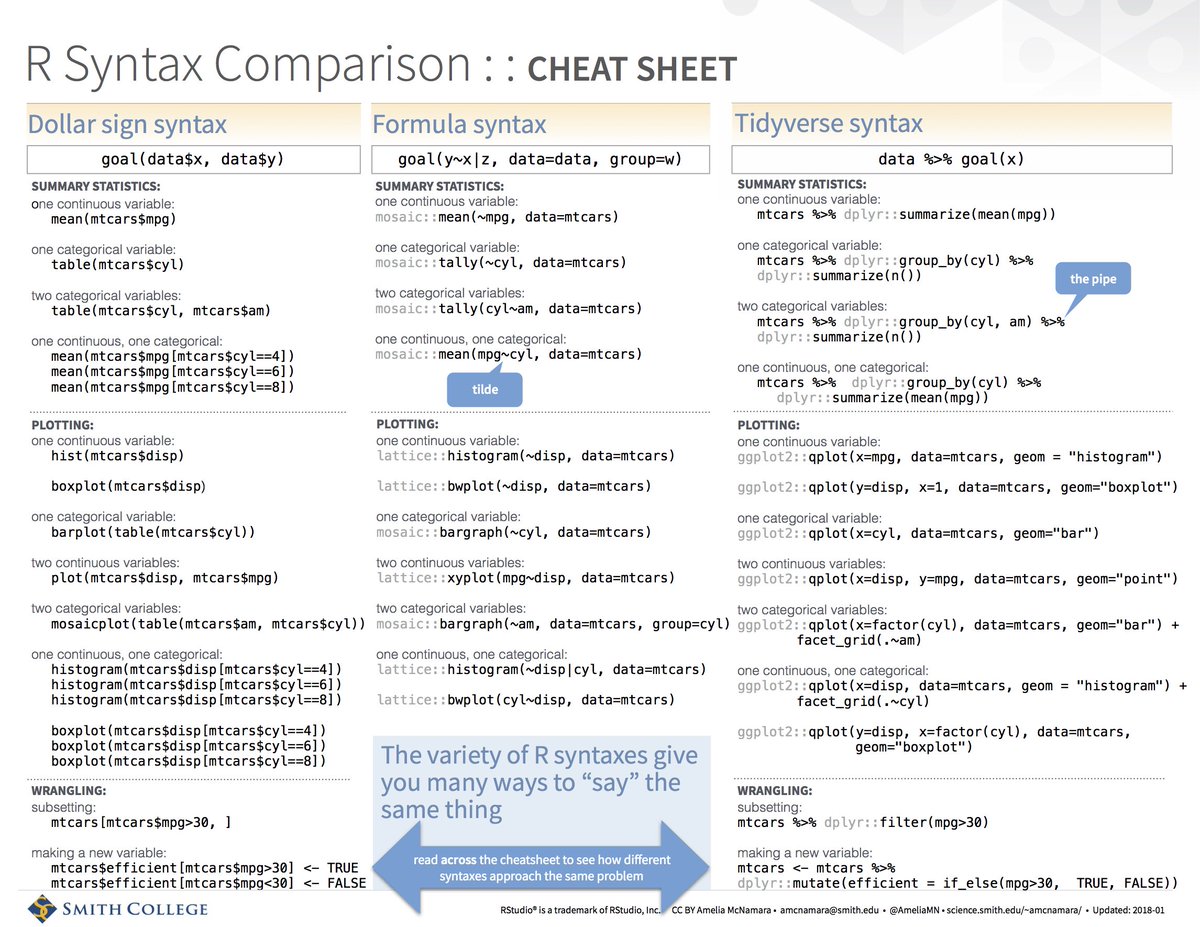 R Syntax Comparison : : CHEAT SHEET
Dollar sign syntax
goal(data$x, data$y)
SUMMARY STATISTICS:
one continuous variable:
mean(mtcars$mpg)
one categorical variable:
table(mtcars$cyl)
two categorical variables:
table(mtcars$cyl, mtcars$am)
one continuous, one categorical:
mean(mtcars$mpg[mtcars$cyl==4])
mean(mtcars$mpg[mtcars$cyl==6])
mean(mtcars$mpg[mtcars$cyl==8])
PLOTTING:
one continuous variable:
hist(mtcars$disp)
boxplot(mtcars$disp)
one categorical variable:
barplot(table(mtcars$cyl))
two continuous variables:
plot(mtcars$disp, mtcars$mpg)
two categorical variables:
mosaicplot(table(mtcars$am, mtcars$cyl))
one continuous, one categorical:
histogram(mtcars$disp[mtcars$cyl==4])
histogram(mtcars$disp[mtcars$cyl==6])
histogram(mtcars$disp[mtcars$cyl==8])
boxplot(mtcars$disp[mtcars$cyl==4])
boxplot(mtcars$disp[mtcars$cyl==6])
boxplot(mtcars$disp[mtcars$cyl==8])
WRANGLING:
subsetting:
mtcars[mtcars$mpg>30, ]
making a new variable:
mtcars$efficient[mtcars$mpg>30] <- TRUE
mtcars$efficient[mtcars$mpg<30] <- FALSE
Formula syntax
goal(y~x|z, data=data, group=w)
SUMMARY STATISTICS:
one continuous variable:
mosaic::mean(~mpg, data=mtcars)
one categorical variable:
mosaic::tally(~cyl, data=mtcars)
two categorical variables:
mosaic::tally(cyl~am, data=mtcars)
one continuous, one categorical:
mosaic::mean(mpg~cyl, data=mtcars)
tilde
PLOTTING:
one continuous variable:
lattice::histogram(~disp, data=mtcars)
lattice::bwplot(~disp, data=mtcars)
one categorical variable:
mosaic::bargraph(~cyl, data=mtcars)
two continuous variables:
lattice::xyplot(mpg~disp, data=mtcars)
two categorical variables:
mosaic::bargraph(~am, data=mtcars, group=cyl)
one continuous, one categorical:
lattice::histogram(~disp|cyl, data=mtcars)
lattice::bwplot(cyl~disp, data=mtcars)
The variety of R syntaxes give
you many ways to “say” the
same thing
read across the cheatsheet to see how different
syntaxes approach the same problem
Tidyverse syntax
data %>% goal(x)
SUMMARY STATISTICS:
one continuous variable:
mtcars %>% dplyr::summarize(mean(mpg))
one categorical variable:
mtcars %>% dplyr::group_by(cyl) %>%
dplyr::summarize(n())
the pipe
two categorical variables:
mtcars %>% dplyr::group_by(cyl, am) %>%
dplyr::summarize(n())
one continuous, one categorical:
mtcars %>% dplyr::group_by(cyl) %>%
dplyr::summarize(mean(mpg))
PLOTTING:
one continuous variable:
ggplot2::qplot(x=mpg, data=mtcars, geom = "histogram")
ggplot2::qplot(y=disp, x=1, data=mtcars, geom="boxplot")
one categorical variable:
ggplot2::qplot(x=cyl, data=mtcars, geom="bar")
two continuous variables:
ggplot2::qplot(x=disp, y=mpg, data=mtcars, geom="point")
two categorical variables:
ggplot2::qplot(x=factor(cyl), data=mtcars, geom="bar") +
facet_grid(.~am)
one continuous, one categorical:
ggplot2::qplot(x=disp, data=mtcars, geom = "histogram") +
facet_grid(.~cyl)
ggplot2::qplot(y=disp, x=factor(cyl), data=mtcars,
geom="boxplot")
WRANGLING:
subsetting:
mtcars %>% dplyr::filter(mpg>30)
making a new variable:
mtcars <- mtcars %>%
dplyr::mutate(efficient = if_else(mpg>30, TRUE, FALSE))
SMITH COLLEGE
RStudio® is a trademark of RStudio, Inc. CC BY Amelia McNamara • amcnamara@smith.edu • @AmeliaMN • science.smith.edu/~amcnamara/ • Updated: 2018-01